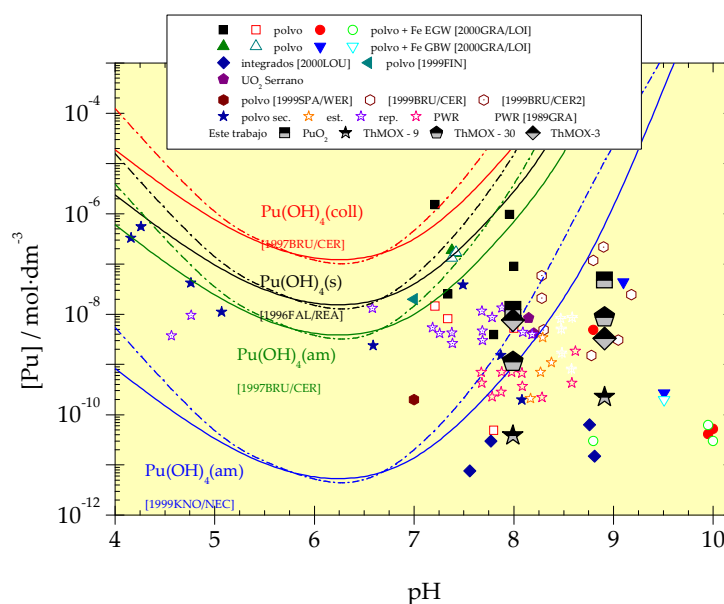 polvo polvo + Fe EGW [2000GRA/LOI]
polvo polvo + Fe GBW [2000GRA/LOI]
integrados [2000LOU] polvo [1999FIN]
UO2 Serrano
polvo [1999SPA/WER] [1999BRU/CER] [1999BRU/CER2]
polvo sec. est. rep. PWR PWR [1989GRA]
Este trabajo PuO2 ThMOX - 9 ThMOX - 30 ThMOX-3
10-4
10-6
10-8
10-10
10-12
[Pu] / mol·dm-3
Pu(OH)4(coll)
[1997BRU/CER]
Pu(OH)4(s)
[1996FAL/REA]
Pu(OH)4(am)
[1997BRU/CER]
Pu(OH)4(am)
[1999KNO/NEC]
4 5 6 7 8 9 10
pH